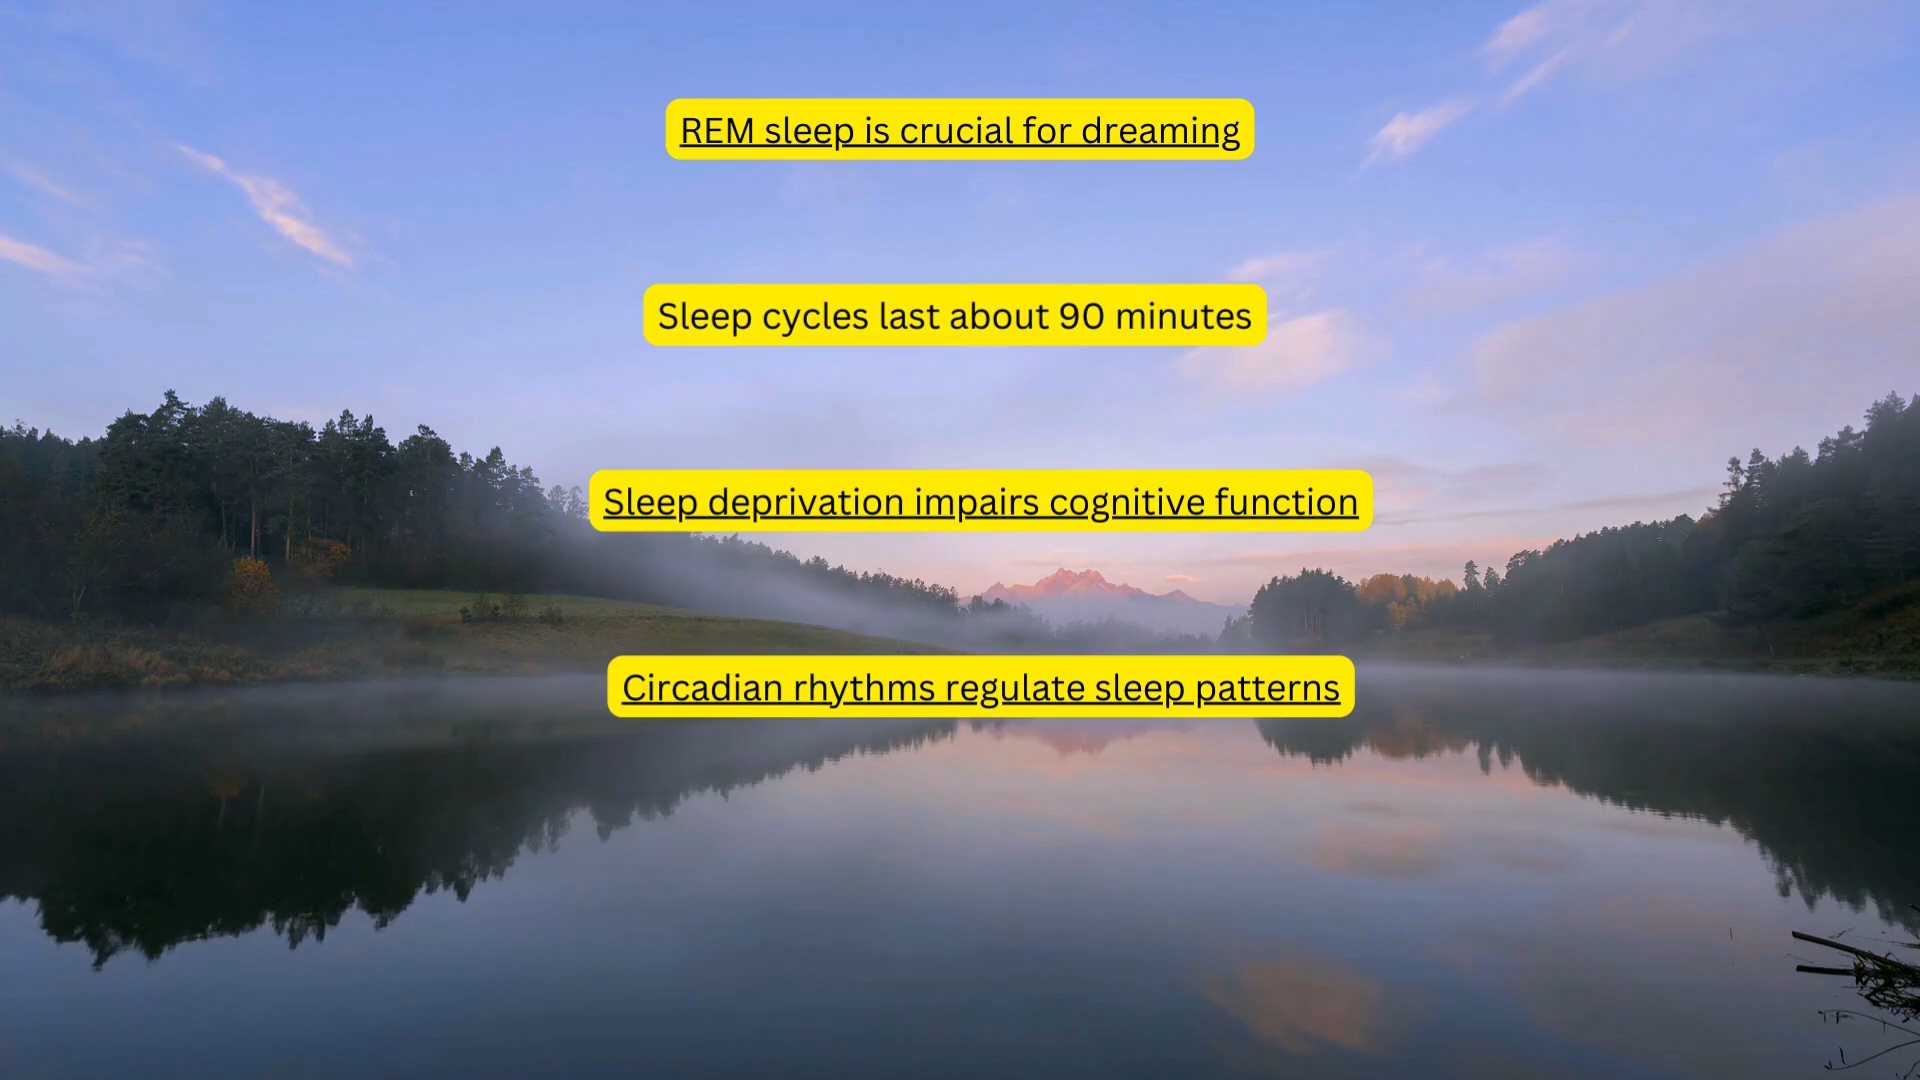 REM sleep is crucial for dreaming
Sleep cycles last about 90 minutes
Sleep deprivation impairs cognitive function
Circadian rhythms regulate sleep patterns